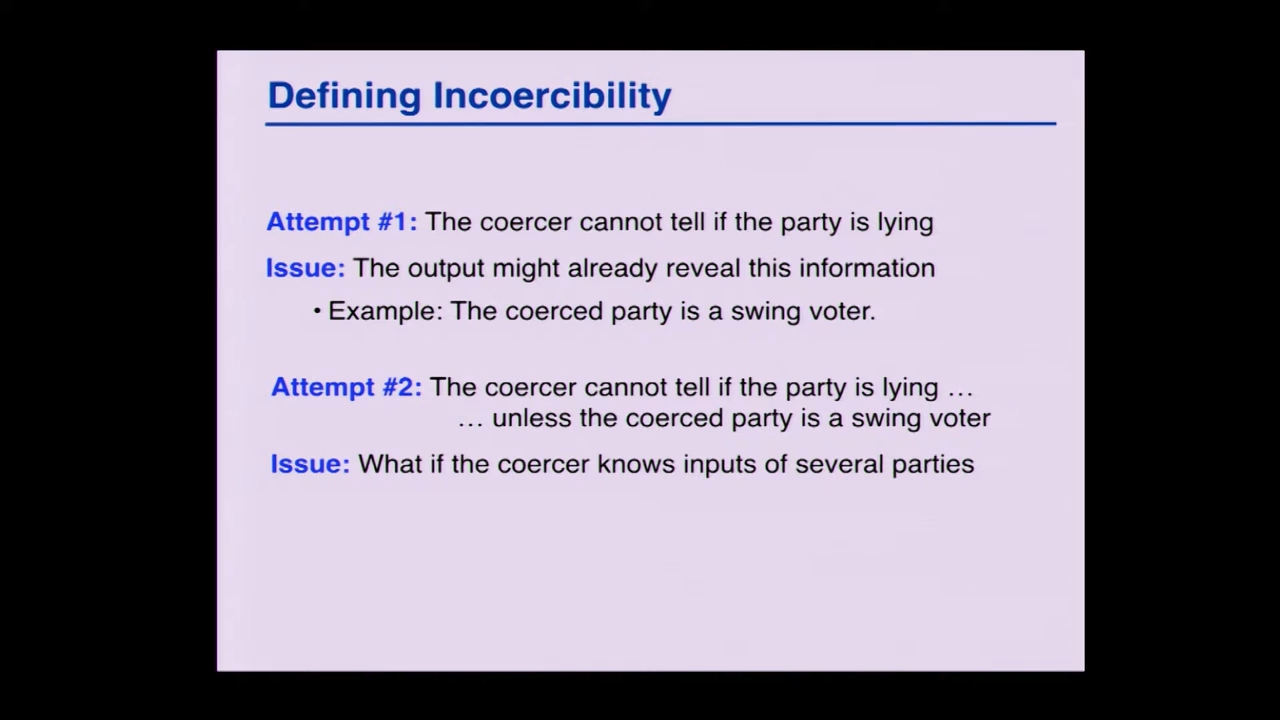 Defining Incoercibility
Attempt #1: The coercer cannot tell if the party is lying
Issue: The output might already reveal this information
• Example: The coerced party is a swing voter.
Attempt #2: The coercer cannot tell if the party is lying …
… unless the coerced party is a swing voter
Issue: What if the coercer knows inputs of several parties